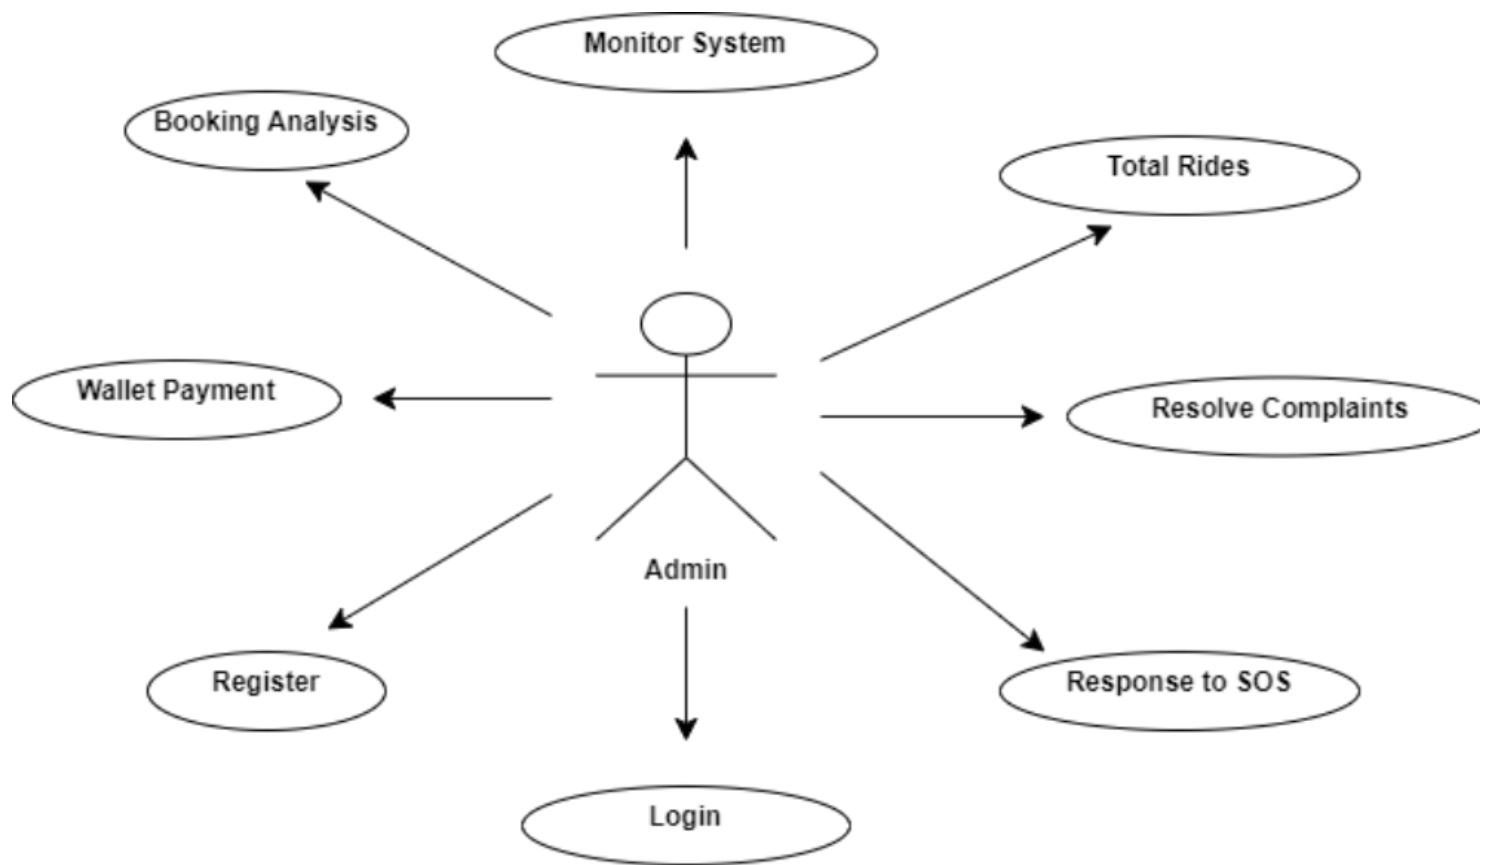 Monitor System
Booking Analysis
Total Rides
Wallet Payment
Resolve Complaints
Admin
Register
Response to SOS
Login